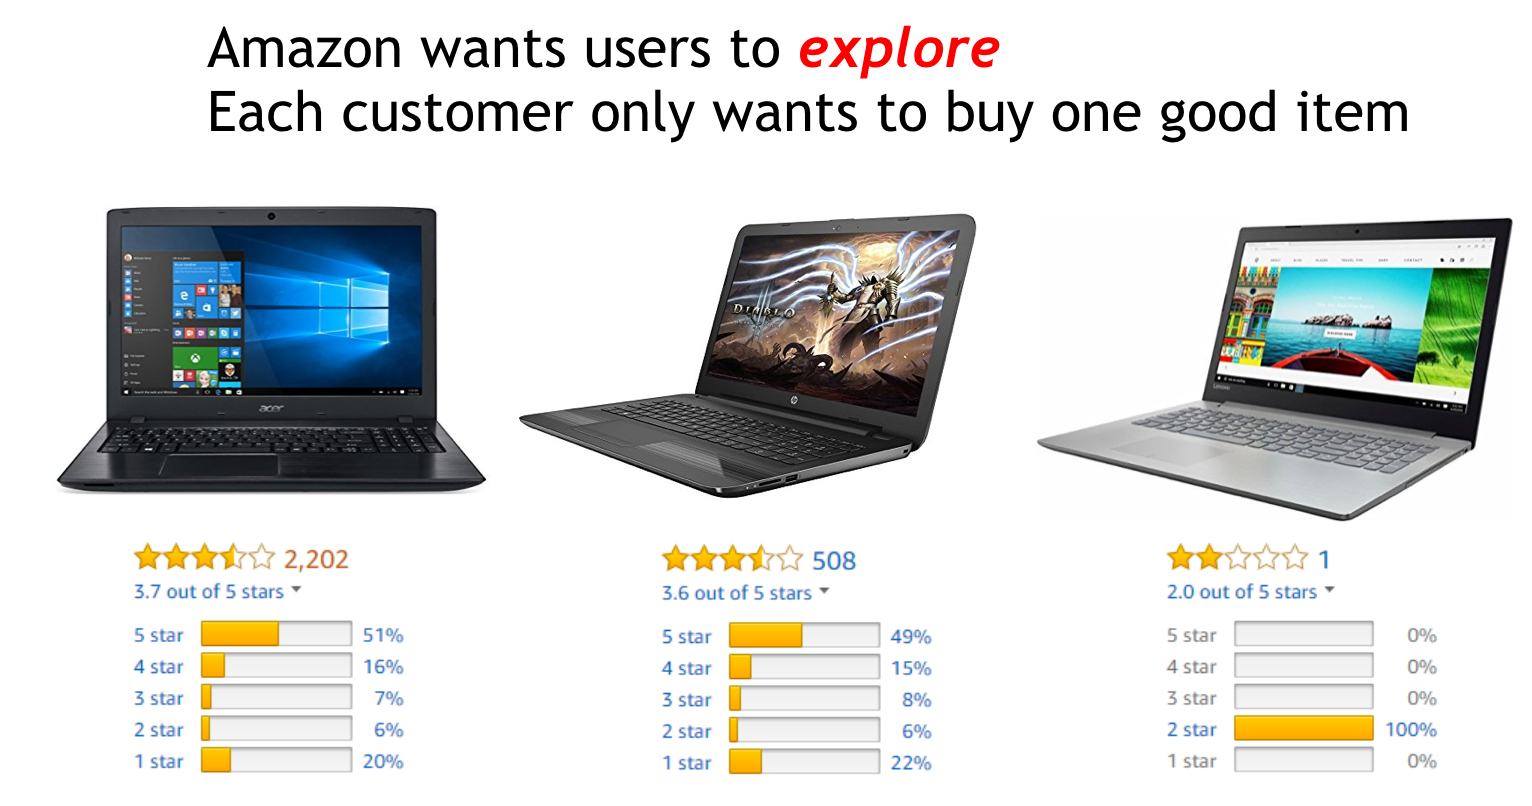 Amazon wants users to explore
Each customer only wants to buy one good item
acer
DIABLO
hp
Lenovo
2,202
3.7 out of 5 stars
5 star 51%
4 star 16%
3 star 7%
2 star 6%
1 star 20%
508
3.6 out of 5 stars
5 star 49%
4 star 15%
3 star 8%
2 star 6%
1 star 22%
1
2.0 out of 5 stars
5 star 0%
4 star 0%
3 star 0%
2 star 100%
1 star 0%